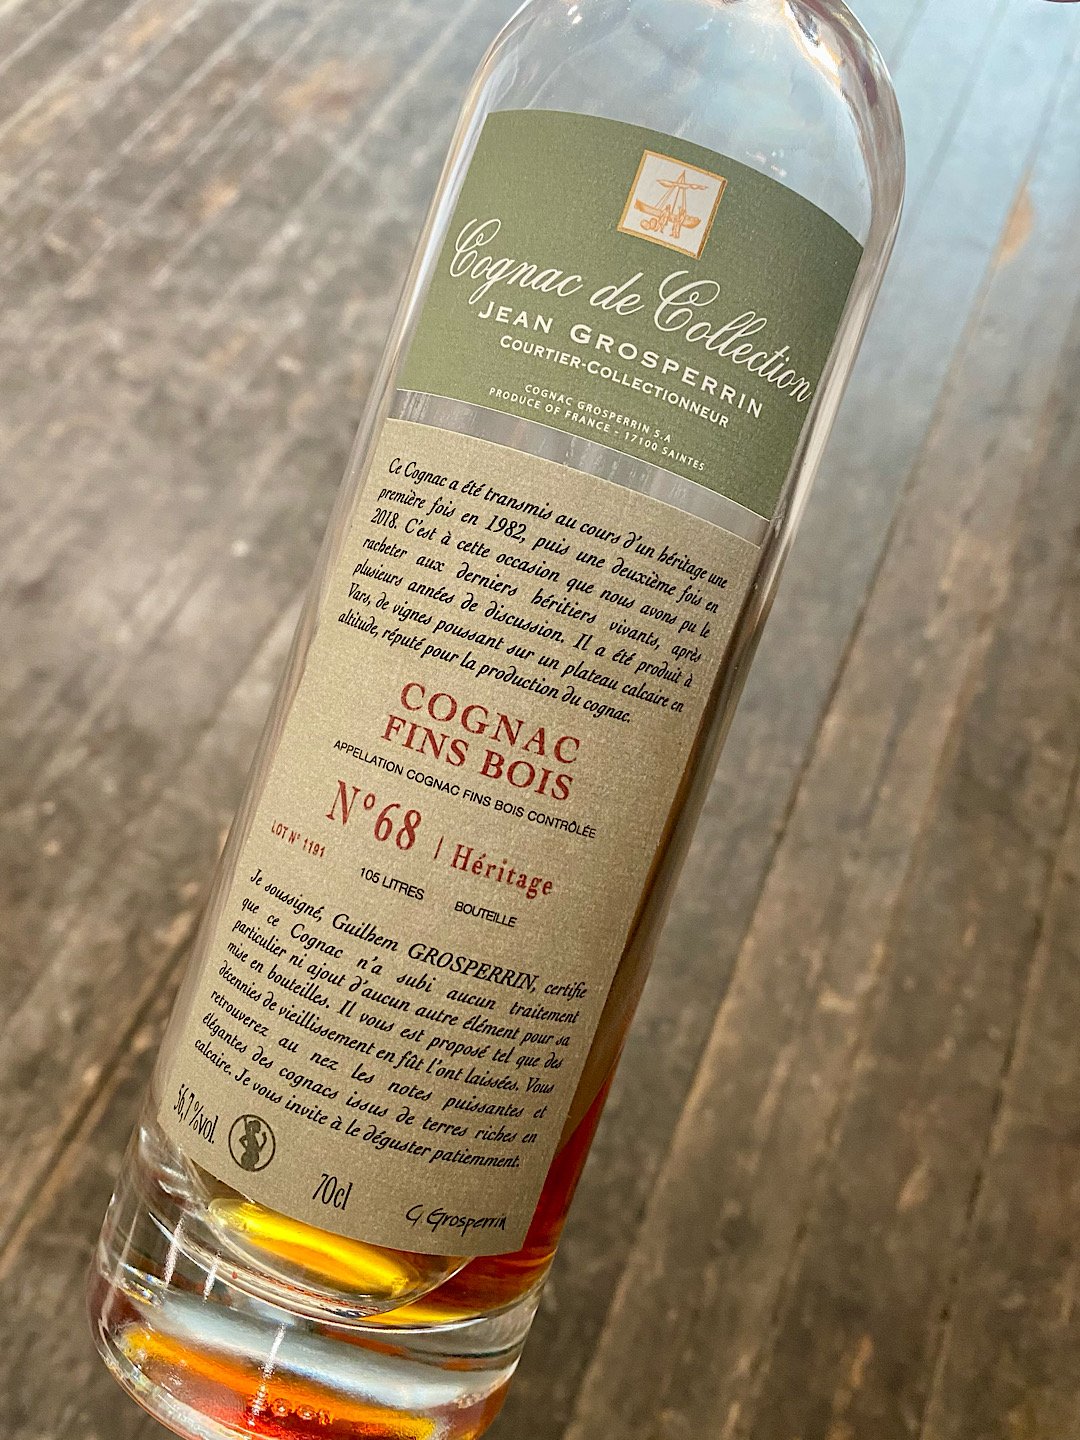 Cognac de Collection
JEAN GROSPERRIN
COURTIER-COLLECTIONNEUR
COGNAC GROSPERRIN S.A
PRODUCE OF FRANCE - 17100 SAINTES
Ce Cognac a été transmis au cours d'un héritage une
première fois en 1982, puis une deuxième fois en
2018. C'est à cette occasion que nous avons pu le
racheter aux derniers héritiers vivants, après
plusieurs années de discussion. Il a été produit à
Vars, de vignes poussant sur un plateau calcaire en
altitude, réputé pour la production du cognac.
COGNAC
FINS BOIS
APPELLATION COGNAC FINS BOIS CONTRÔLÉE
N°68 | Héritage
LOT N° 1191
105 LITRES BOUTEILLE
Je soussigné, Guilhem GROSPERRIN, certifie
que ce Cognac n'a subi aucun traitement
particulier ni ajout d'aucun autre élément pour sa
mise en bouteilles. Il vous est proposé tel que des
décennies de vieillissement en fût l'ont laissées. Vous
retrouverez au nez les notes puissantes et
élégantes des cognacs issus de terres riches en
calcaire. Je vous invite à le déguster patiemment.
56,7 %vol.
70cl
G. Grosperrin